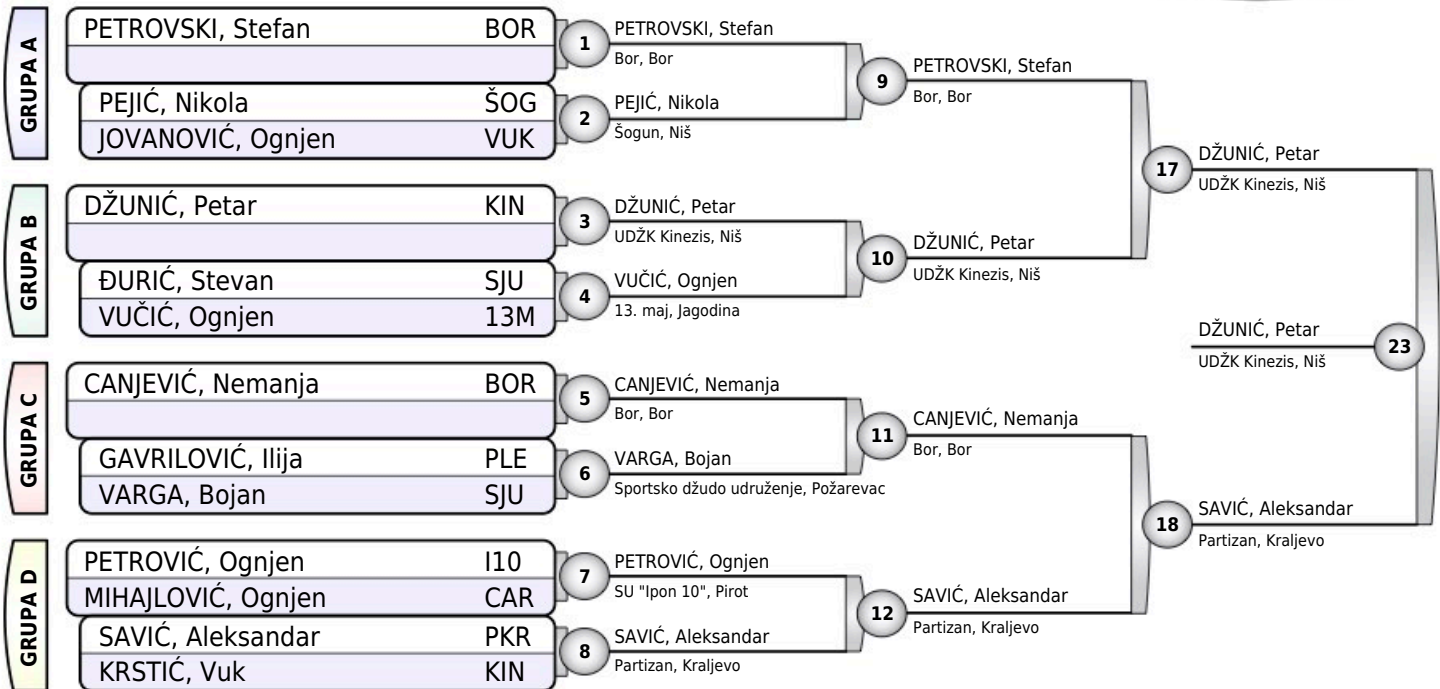 GRUPA A
PETROVSKI, Stefan BOR
PEJIĆ, Nikola ŠOG
JOVANOVIĆ, Ognjen VUK
GRUPA B
DŽUNIĆ, Petar KIN
ĐURIĆ, Stevan SJU
VUČIĆ, Ognjen 13M
GRUPA C
CANJEVIĆ, Nemanja BOR
GAVRILOVIĆ, Ilija PLE
VARGA, Bojan SJU
GRUPA D
PETROVIĆ, Ognjen I10
MIHAJLOVIĆ, Ognjen CAR
SAVIĆ, Aleksandar PKR
KRSTIĆ, Vuk KIN
1
PETROVSKI, Stefan
Bor, Bor
2
PEJIĆ, Nikola
Šogun, Niš
3
DŽUNIĆ, Petar
UDŽK Kinezis, Niš
4
VUČIĆ, Ognjen
13. maj, Jagodina
5
CANJEVIĆ, Nemanja
Bor, Bor
6
VARGA, Bojan
Sportsko džudo udruženje, Požarevac
7
PETROVIĆ, Ognjen
SU "Ipon 10", Pirot
8
SAVIĆ, Aleksandar
Partizan, Kraljevo
9
PETROVSKI, Stefan
Bor, Bor
10
DŽUNIĆ, Petar
UDŽK Kinezis, Niš
11
CANJEVIĆ, Nemanja
Bor, Bor
12
SAVIĆ, Aleksandar
Partizan, Kraljevo
17
DŽUNIĆ, Petar
UDŽK Kinezis, Niš
18
SAVIĆ, Aleksandar
Partizan, Kraljevo
DŽUNIĆ, Petar
UDŽK Kinezis, Niš
23